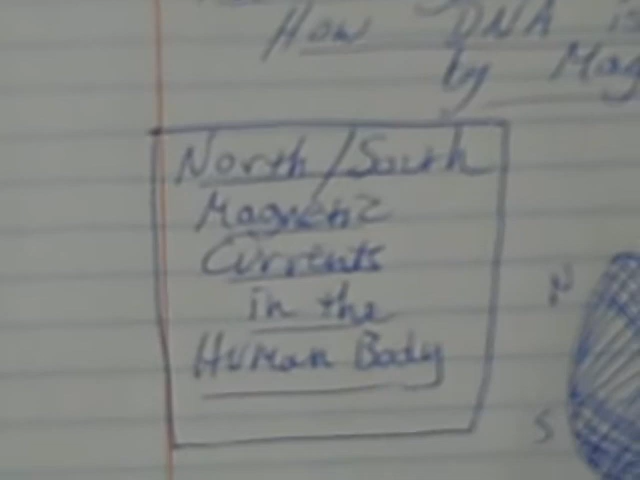 How DNA is
by Mag
North/South
Magnetic
Currents
in the
Human Body
N
S